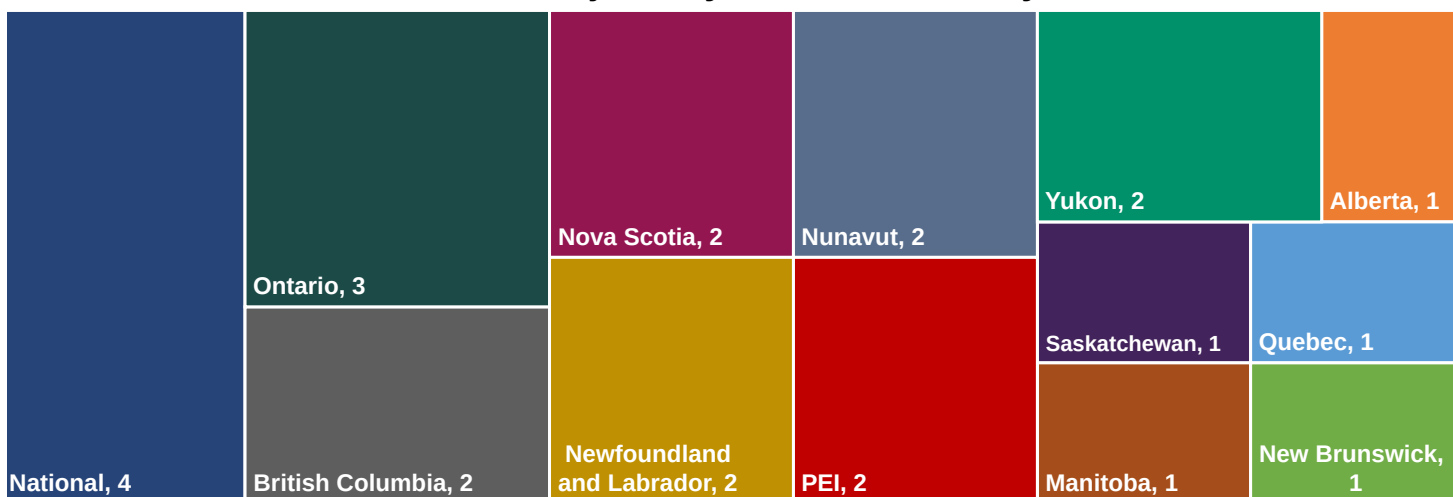 National, 4
Ontario, 3
British Columbia, 2
Nova Scotia, 2
Newfoundland
and Labrador, 2
Nunavut, 2
PEI, 2
Yukon, 2
Alberta, 1
Saskatchewan, 1
Quebec, 1
Manitoba, 1
New Brunswick,
1